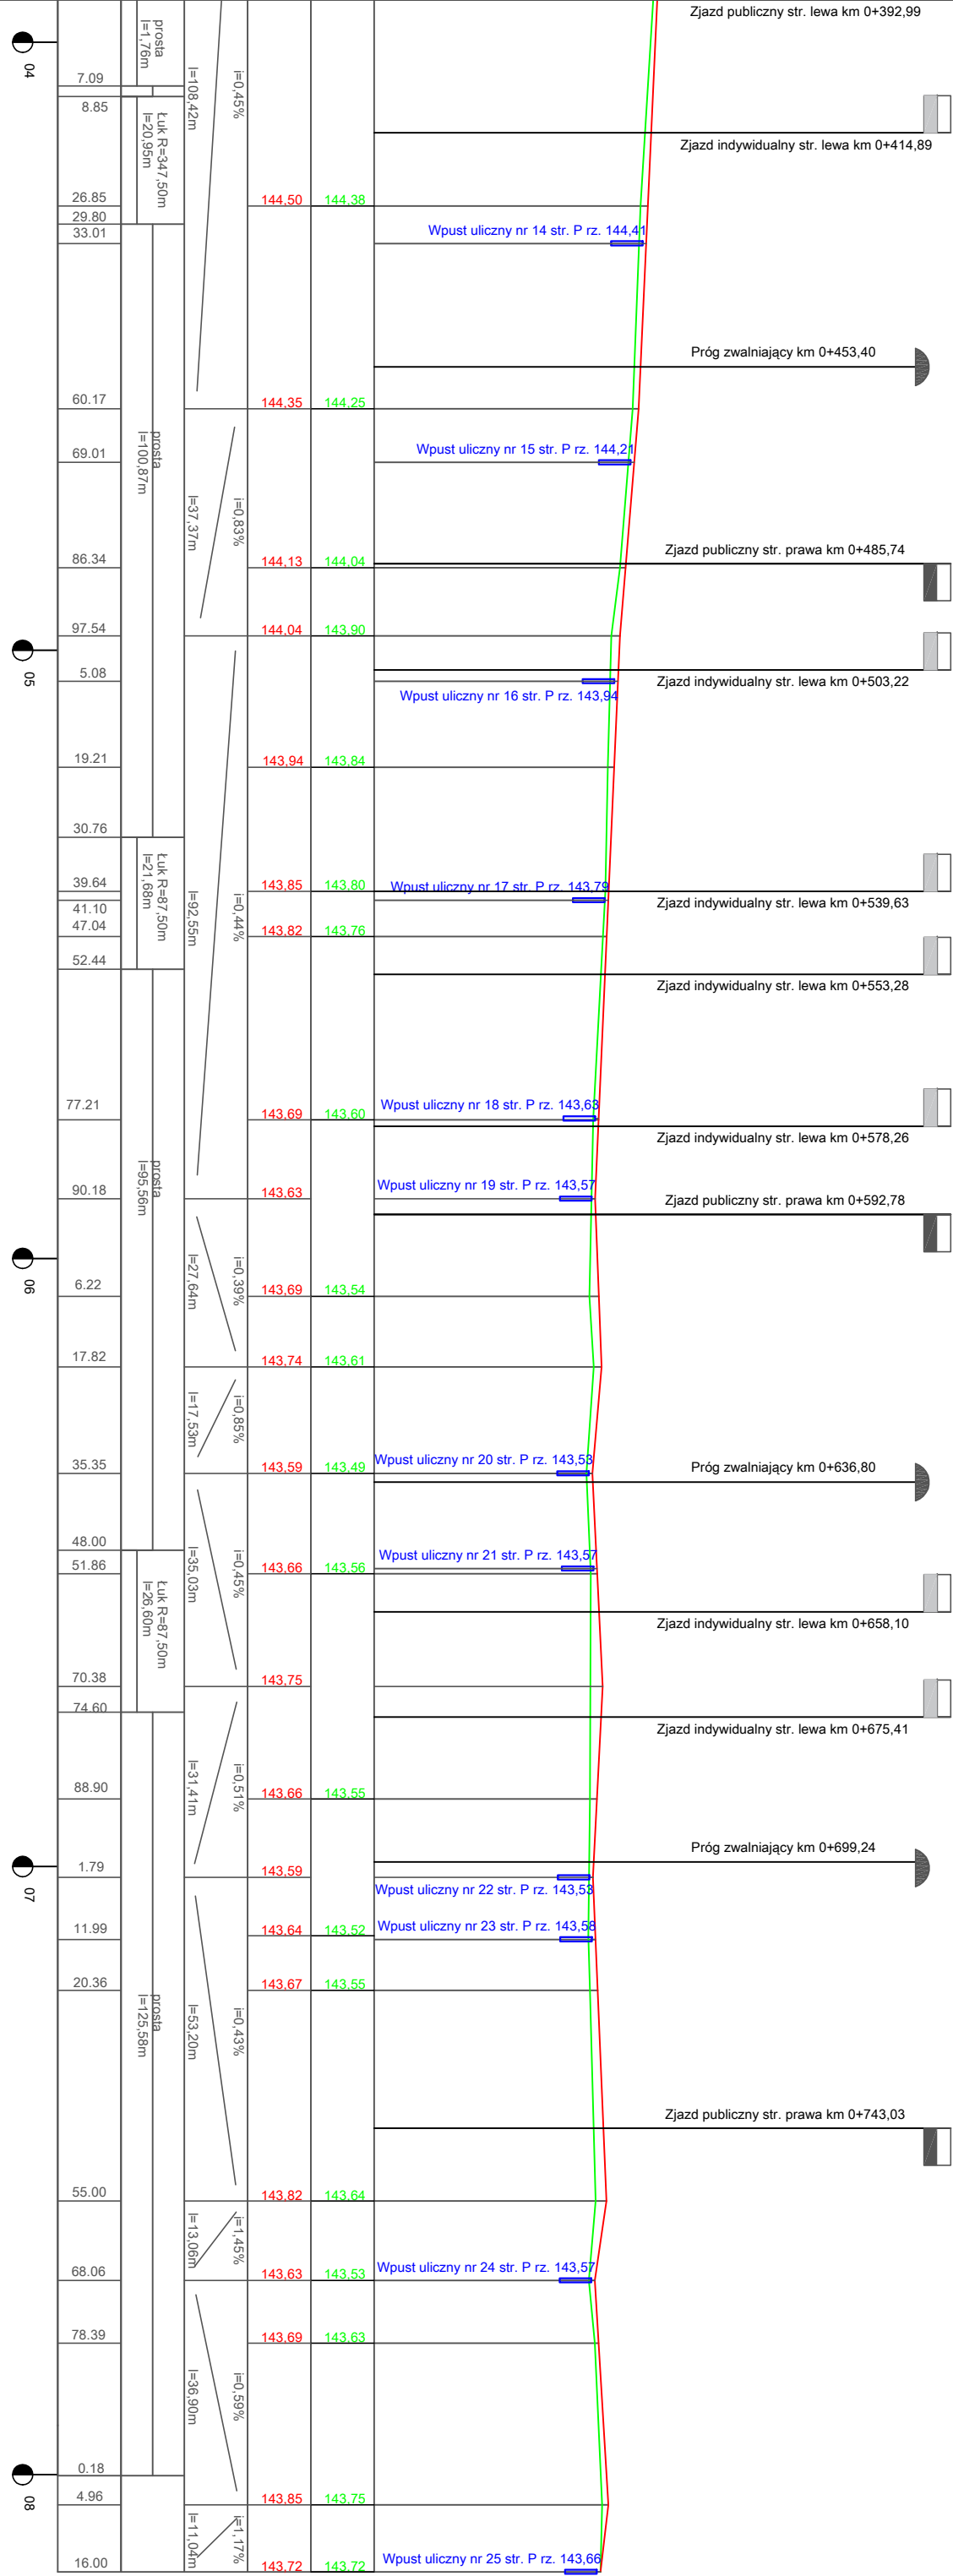 Zjazd publiczny str. lewa km 0+392,99
04
7.09
prosta
l=1,76m
8.85
l=108,42m
i=0,45%
Łuk R=347,50m
l=20,95m
Zjazd indywidualny str. lewa km 0+414,89
26.85
144,50
144,38
29.80
33.01
Wpust uliczny nr 14 str. P rz. 144,41
Próg zwalniający km 0+453,40
60.17
144,35
144,25
prosta
l=100,87m
69.01
Wpust uliczny nr 15 str. P rz. 144,21
l=37,37m
i=0,83%
Zjazd publiczny str. prawa km 0+485,74
86.34
144,13
144,04
97.54
144,04
143,90
05
5.08
Zjazd indywidualny str. lewa km 0+503,22
Wpust uliczny nr 16 str. P rz. 143,94
19.21
143,94
143,84
30.76
Łuk R=87,50m
l=21,68m
39.64
143,85
143,80
Wpust uliczny nr 17 str. P rz. 143,79
Zjazd indywidualny str. lewa km 0+539,63
41.10
l=92,55m
i=0,44%
47.04
143,82
143,76
52.44
Zjazd indywidualny str. lewa km 0+553,28
77.21
143,69
143,60
Wpust uliczny nr 18 str. P rz. 143,63
Zjazd indywidualny str. lewa km 0+578,26
prosta
l=95,56m
90.18
143,63
Wpust uliczny nr 19 str. P rz. 143,57
Zjazd publiczny str. prawa km 0+592,78
06
6.22
l=27,64m
i=0,39%
143,69
143,54
17.82
143,74
143,61
l=17,53m
i=0,85%
35.35
143,59
143,49
Wpust uliczny nr 20 str. P rz. 143,53
Próg zwalniający km 0+636,80
48.00
51.86
l=35,03m
i=0,45%
143,66
143,56
Wpust uliczny nr 21 str. P rz. 143,57
Łuk R=87,50m
l=26,60m
Zjazd indywidualny str. lewa km 0+658,10
70.38
143,75
74.60
Zjazd indywidualny str. lewa km 0+675,41
88.90
l=31,41m
i=0,51%
143,66
143,55
Próg zwalniający km 0+699,24
07
1.79
143,59
Wpust uliczny nr 22 str. P rz. 143,53
11.99
143,64
143,52
Wpust uliczny nr 23 str. P rz. 143,58
20.36
143,67
143,55
prosta
l=125,58m
l=53,20m
i=0,43%
Zjazd publiczny str. prawa km 0+743,03
55.00
143,82
143,64
l=13,06m
i=1,45%
68.06
143,63
143,53
Wpust uliczny nr 24 str. P rz. 143,57
78.39
143,69
143,63
l=36,90m
i=0,59%
08
0.18
4.96
143,85
143,75
l=11,04m
i=1,17%
16.00
143,72
143,72
Wpust uliczny nr 25 str. P rz. 143,66